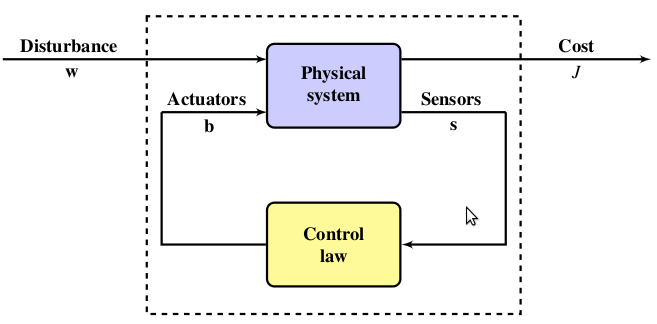 Disturbance
w
Physical
system
Cost
J
Actuators
b
Sensors
s
Control
law